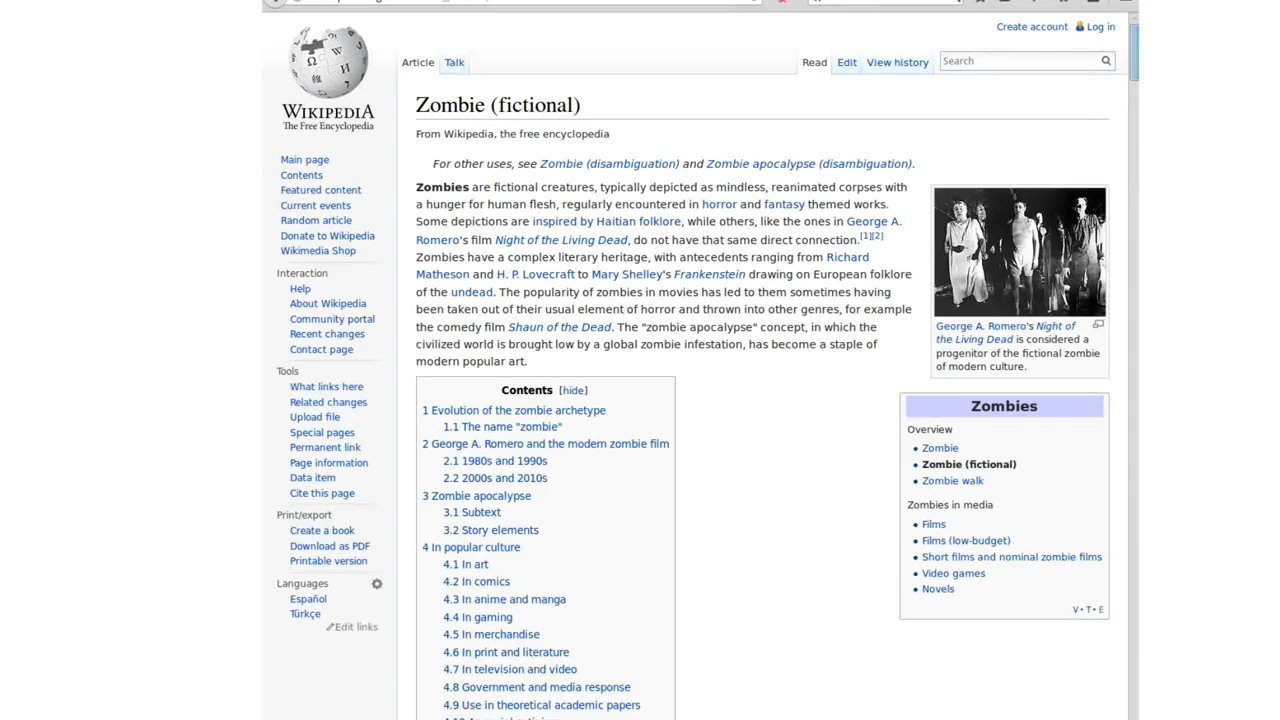 Create account Log in
Article Talk Read Edit View history Search
WIKIPEDIA
The Free Encyclopedia
Main page
Contents
Featured content
Current events
Random article
Donate to Wikipedia
Wikimedia Shop
Interaction
Help
About Wikipedia
Community portal
Recent changes
Contact page
Tools
What links here
Related changes
Upload file
Special pages
Permanent link
Page information
Data item
Cite this page
Print/export
Create a book
Download as PDF
Printable version
Languages
Español
Türkçe
Edit links
Zombie (fictional)
From Wikipedia, the free encyclopedia
For other uses, see Zombie (disambiguation) and Zombie apocalypse (disambiguation).
Zombies are fictional creatures, typically depicted as mindless, reanimated corpses with
a hunger for human flesh, regularly encountered in horror and fantasy themed works.
Some depictions are inspired by Haitian folklore, while others, like the ones in George A.
Romero's film Night of the Living Dead, do not have that same direct connection.[1][2]
Zombies have a complex literary heritage, with antecedents ranging from Richard
Matheson and H. P. Lovecraft to Mary Shelley's Frankenstein drawing on European folklore
of the undead. The popularity of zombies in movies has led to them sometimes having
been taken out of their usual element of horror and thrown into other genres, for example
the comedy film Shaun of the Dead. The "zombie apocalypse" concept, in which the
civilized world is brought low by a global zombie infestation, has become a staple of
modern popular art.
George A. Romero's Night of
the Living Dead is considered a
progenitor of the fictional zombie
of modern culture.
Contents [hide]
1 Evolution of the zombie archetype
1.1 The name "zombie"
2 George A. Romero and the modern zombie film
2.1 1980s and 1990s
2.2 2000s and 2010s
3 Zombie apocalypse
3.1 Subtext
3.2 Story elements
4 In popular culture
4.1 In art
4.2 In comics
4.3 In anime and manga
4.4 In gaming
4.5 In merchandise
4.6 In print and literature
4.7 In television and video
4.8 Government and media response
4.9 Use in theoretical academic papers
Zombies
Overview
Zombie
Zombie (fictional)
Zombie walk
Zombies in media
Films
Films (low-budget)
Short films and nominal zombie films
Video games
Novels
V • T • E